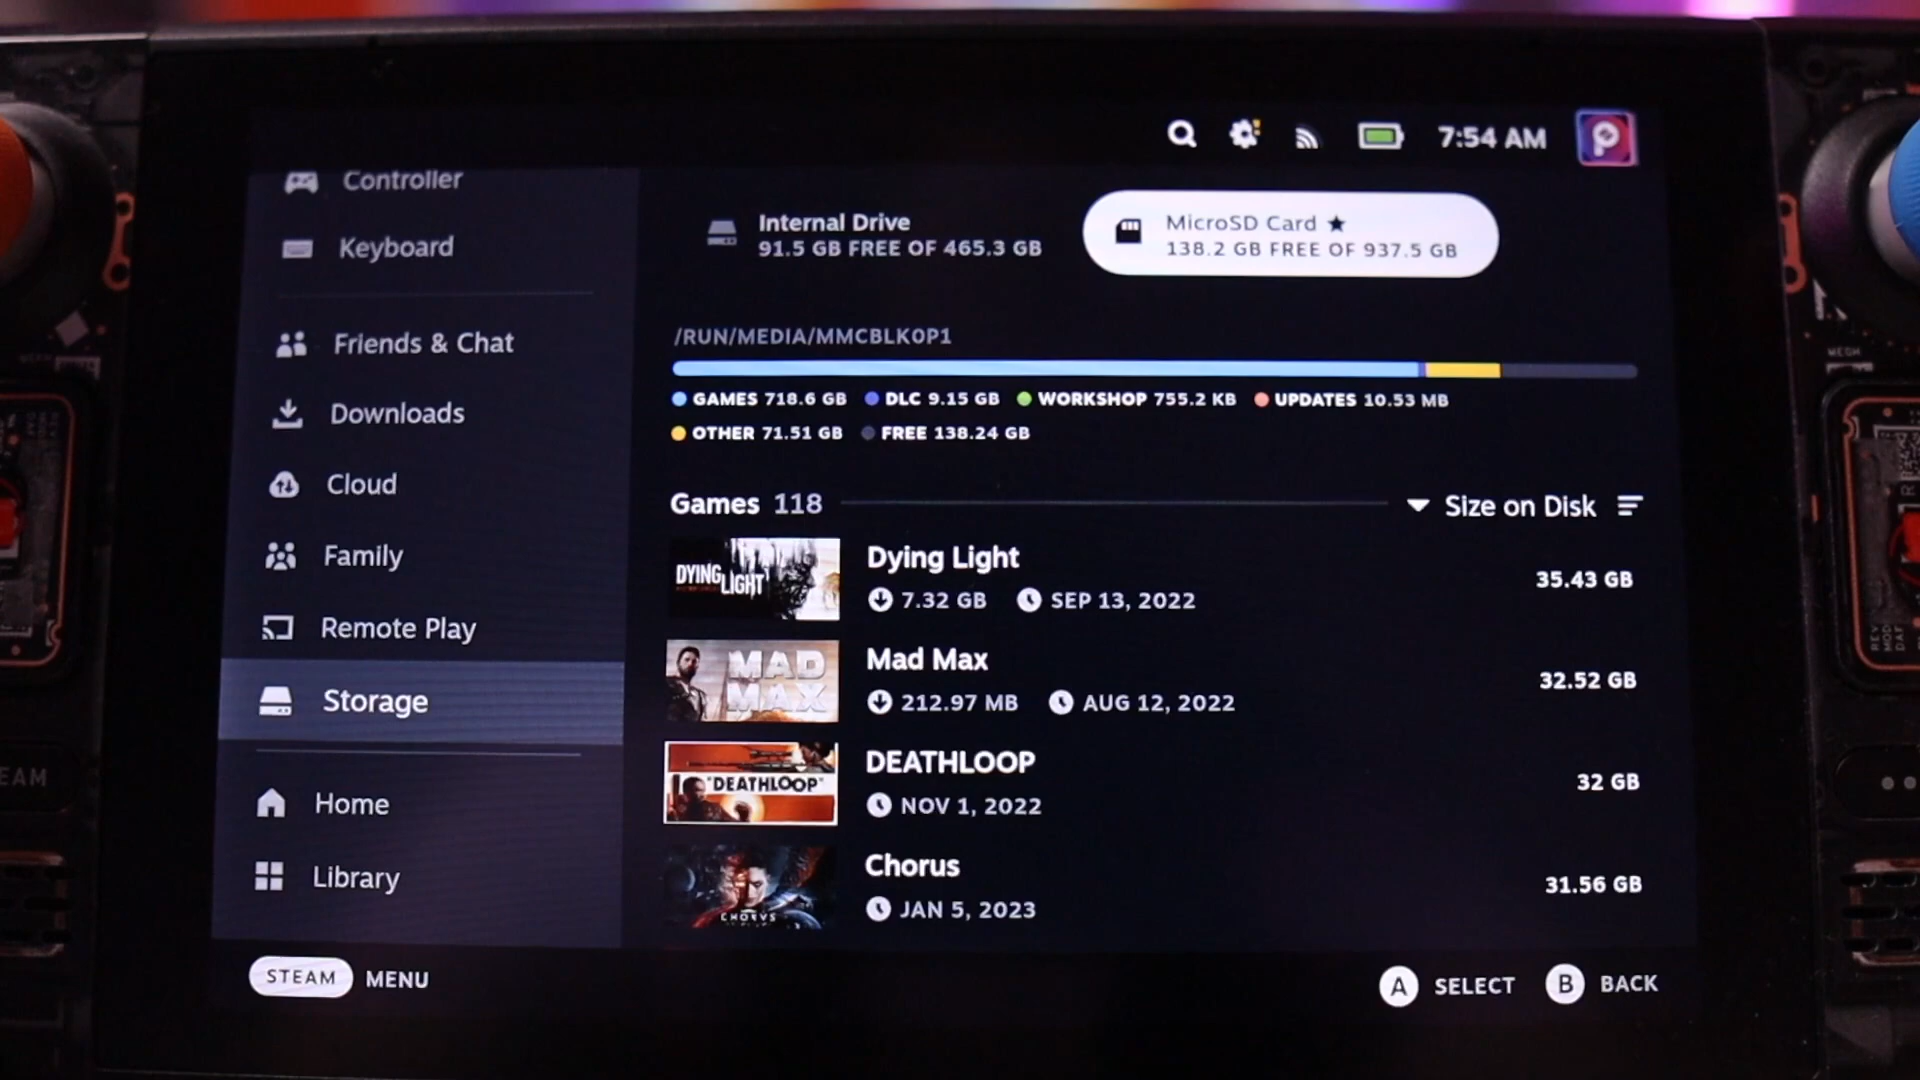 7:54 AM
Controller
Keyboard
Friends & Chat
Downloads
Cloud
Family
Remote Play
Storage
Home
Library
Internal Drive
91.5 GB FREE OF 465.3 GB
MicroSD Card ★
138.2 GB FREE OF 937.5 GB
/RUN/MEDIA/MMCBLK0P1
GAMES 718.6 GB DLC 9.15 GB WORKSHOP 755.2 KB UPDATES 10.53 MB
OTHER 71.51 GB FREE 138.24 GB
Games 118
Size on Disk
DYING LIGHT
Dying Light
7.32 GB SEP 13, 2022
35.43 GB
MAD MAX
Mad Max
212.97 MB AUG 12, 2022
32.52 GB
"DEATHLOOP"
DEATHLOOP
NOV 1, 2022
32 GB
CHORVS
Chorus
JAN 5, 2023
31.56 GB
STEAM MENU
A SELECT B BACK
EAM